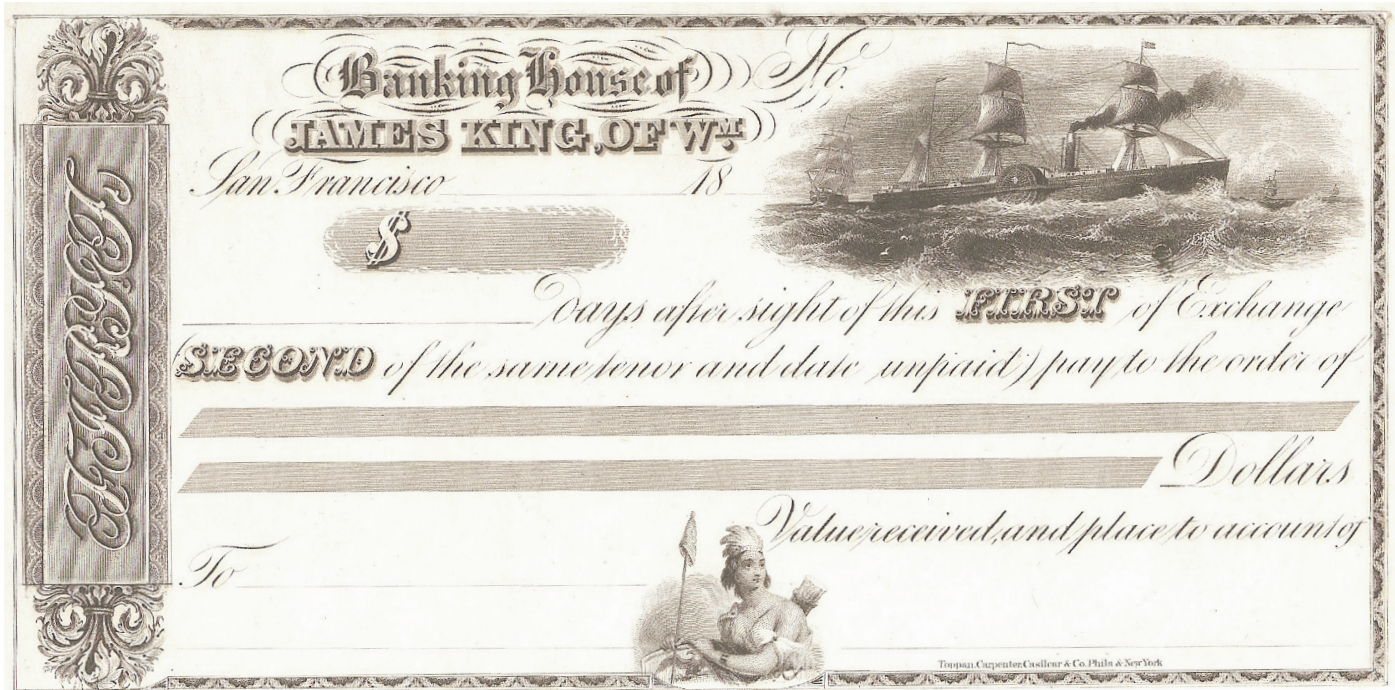 FIRST
Banking House of
No.
JAMES KING, OF WM.
San Francisco 18
$
Days after sight of this FIRST of Exchange
(SECOND of the same tenor and date unpaid) pay to the order of
Dollars
Value received, and place to account of
To
Toppan, Carpenter, Casilear & Co. Phila & New York